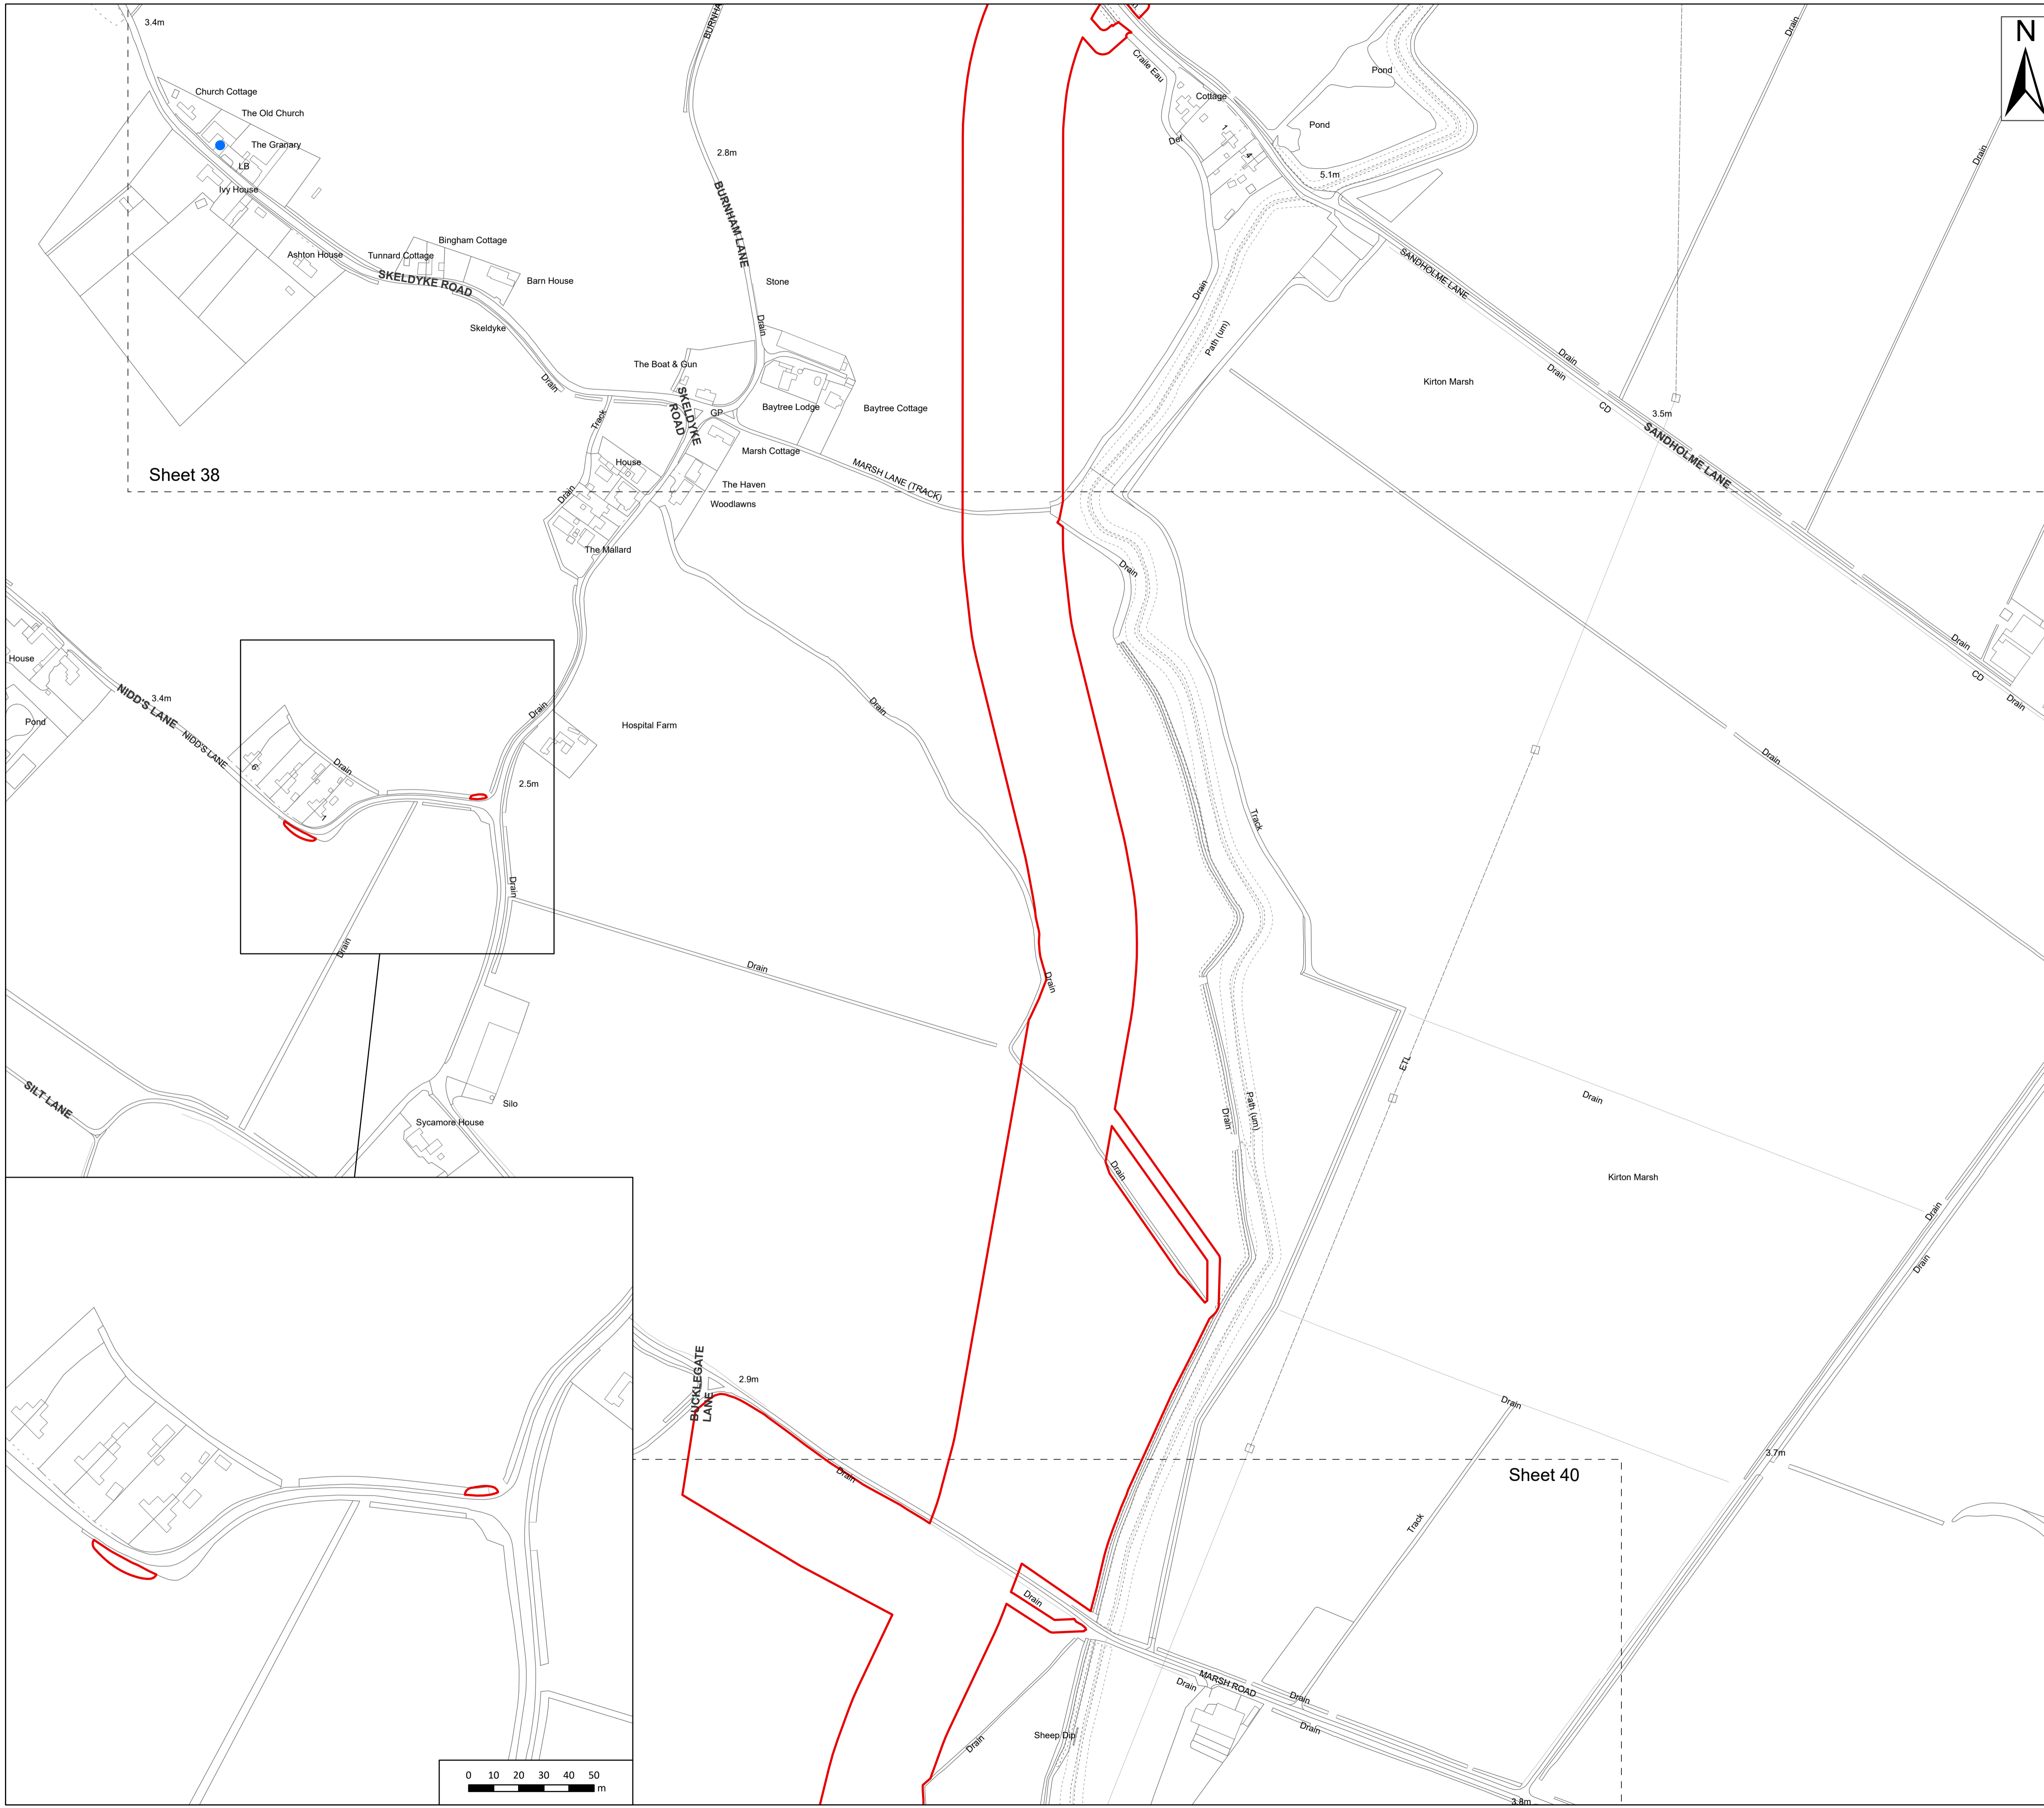 3.4m
BURNHA
Drain
N
Craile Eau
Pond
Church Cottage
Cottage
The Old Church
Pond
1
The Granary
Def
2.8m
4
Drain
LB
5.1m
Ivy House
BURNHAM LANE
Bingham Cottage
Ashton House
Tunnard Cottage
SKELDYKE ROAD
Barn House
Stone
Drain
SANDHOLME LANE
Skeldyke
Drain
Path (um)
The Boat & Gun
Drain
Drain
Drain
Kirton Marsh
SKELDYKE
ROAD
GP
Baytree Lodge
Baytree Cottage
Track
CD
3.5m
SANDHOLME LANE
Marsh Cottage
House
MARSH LANE (TRACK)
Sheet 38
The Haven
Drain
Woodlawns
The Mallard
Drain
House
Drain
CD
Drain
NIDD'S LANE
3.4m
Drain
Drain
Pond
Hospital Farm
NIDD'S LANE
6
Drain
Drain
2.5m
7
Track
Drain
Drain
Drain
Drain
ETL
SILT LANE
Silo
Drain
Path (um)
Drain
Sycamore House
Drain
Kirton Marsh
Drain
Drain
BUCKLEGATE
LANE
2.9m
Drain
3.7m
Drain
Sheet 40
Track
Drain
MARSH ROAD
Drain
Drain
Drain
Sheep Dip
Drain
0 10 20 30 40 50
m
3.8m